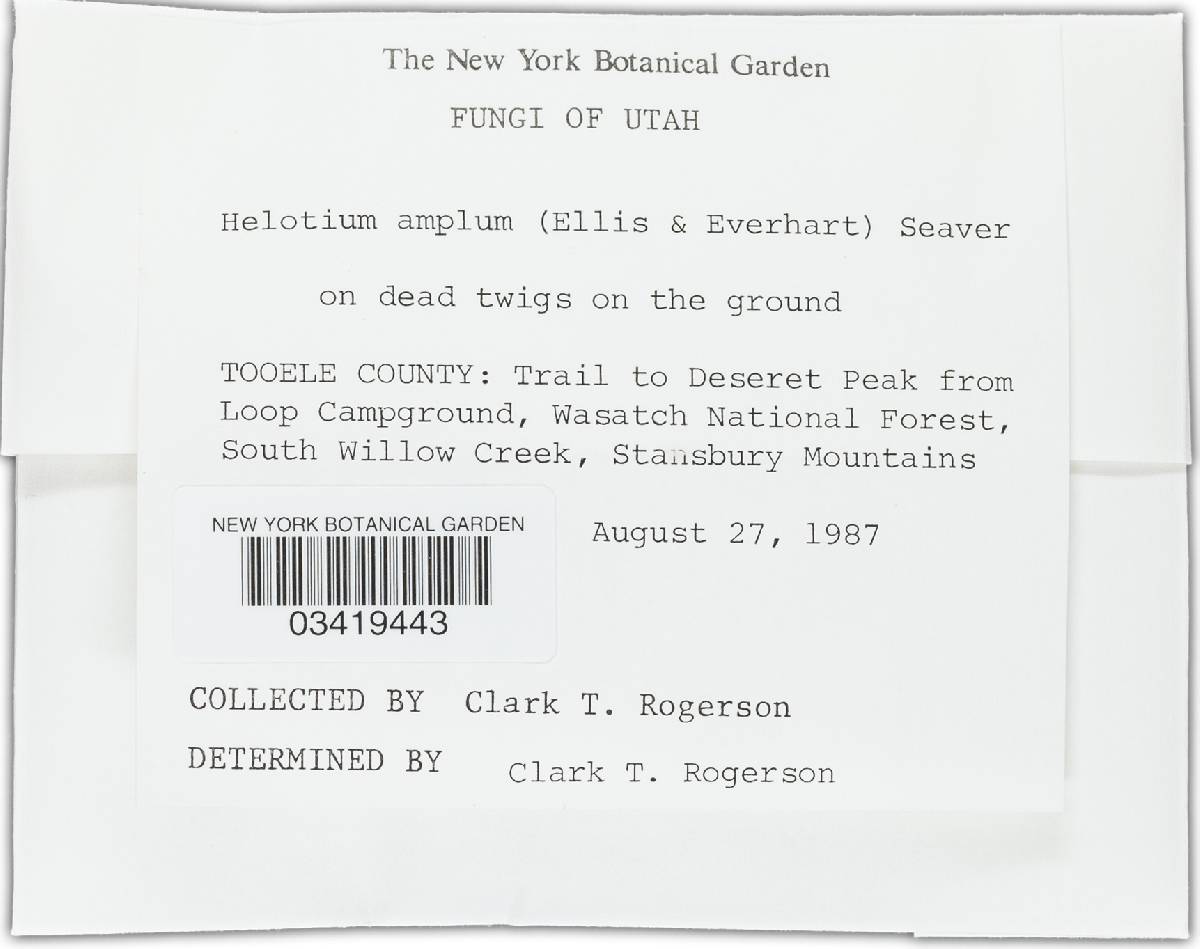 The New York Botanical Garden
FUNGI OF UTAH
Helotium amplum (Ellis & Everhart) Seaver
on dead twigs on the ground
TOOELE COUNTY: Trail to Deseret Peak from
Loop Campground, Wasatch National Forest,
South Willow Creek, Stansbury Mountains
August 27, 1987
NEW YORK BOTANICAL GARDEN
03419443
COLLECTED BY Clark T. Rogerson
DETERMINED BY Clark T. Rogerson